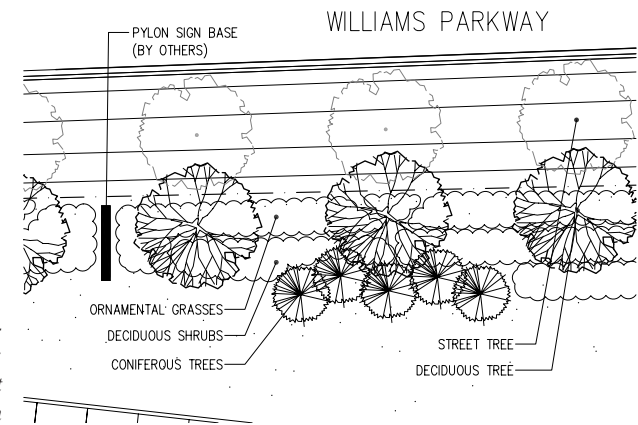 WILLIAMS PARKWAY
PYLON SIGN BASE
(BY OTHERS)
ORNAMENTAL GRASSES
DECIDUOUS SHRUBS
CONIFEROUS TREES
STREET TREE
DECIDUOUS TREE